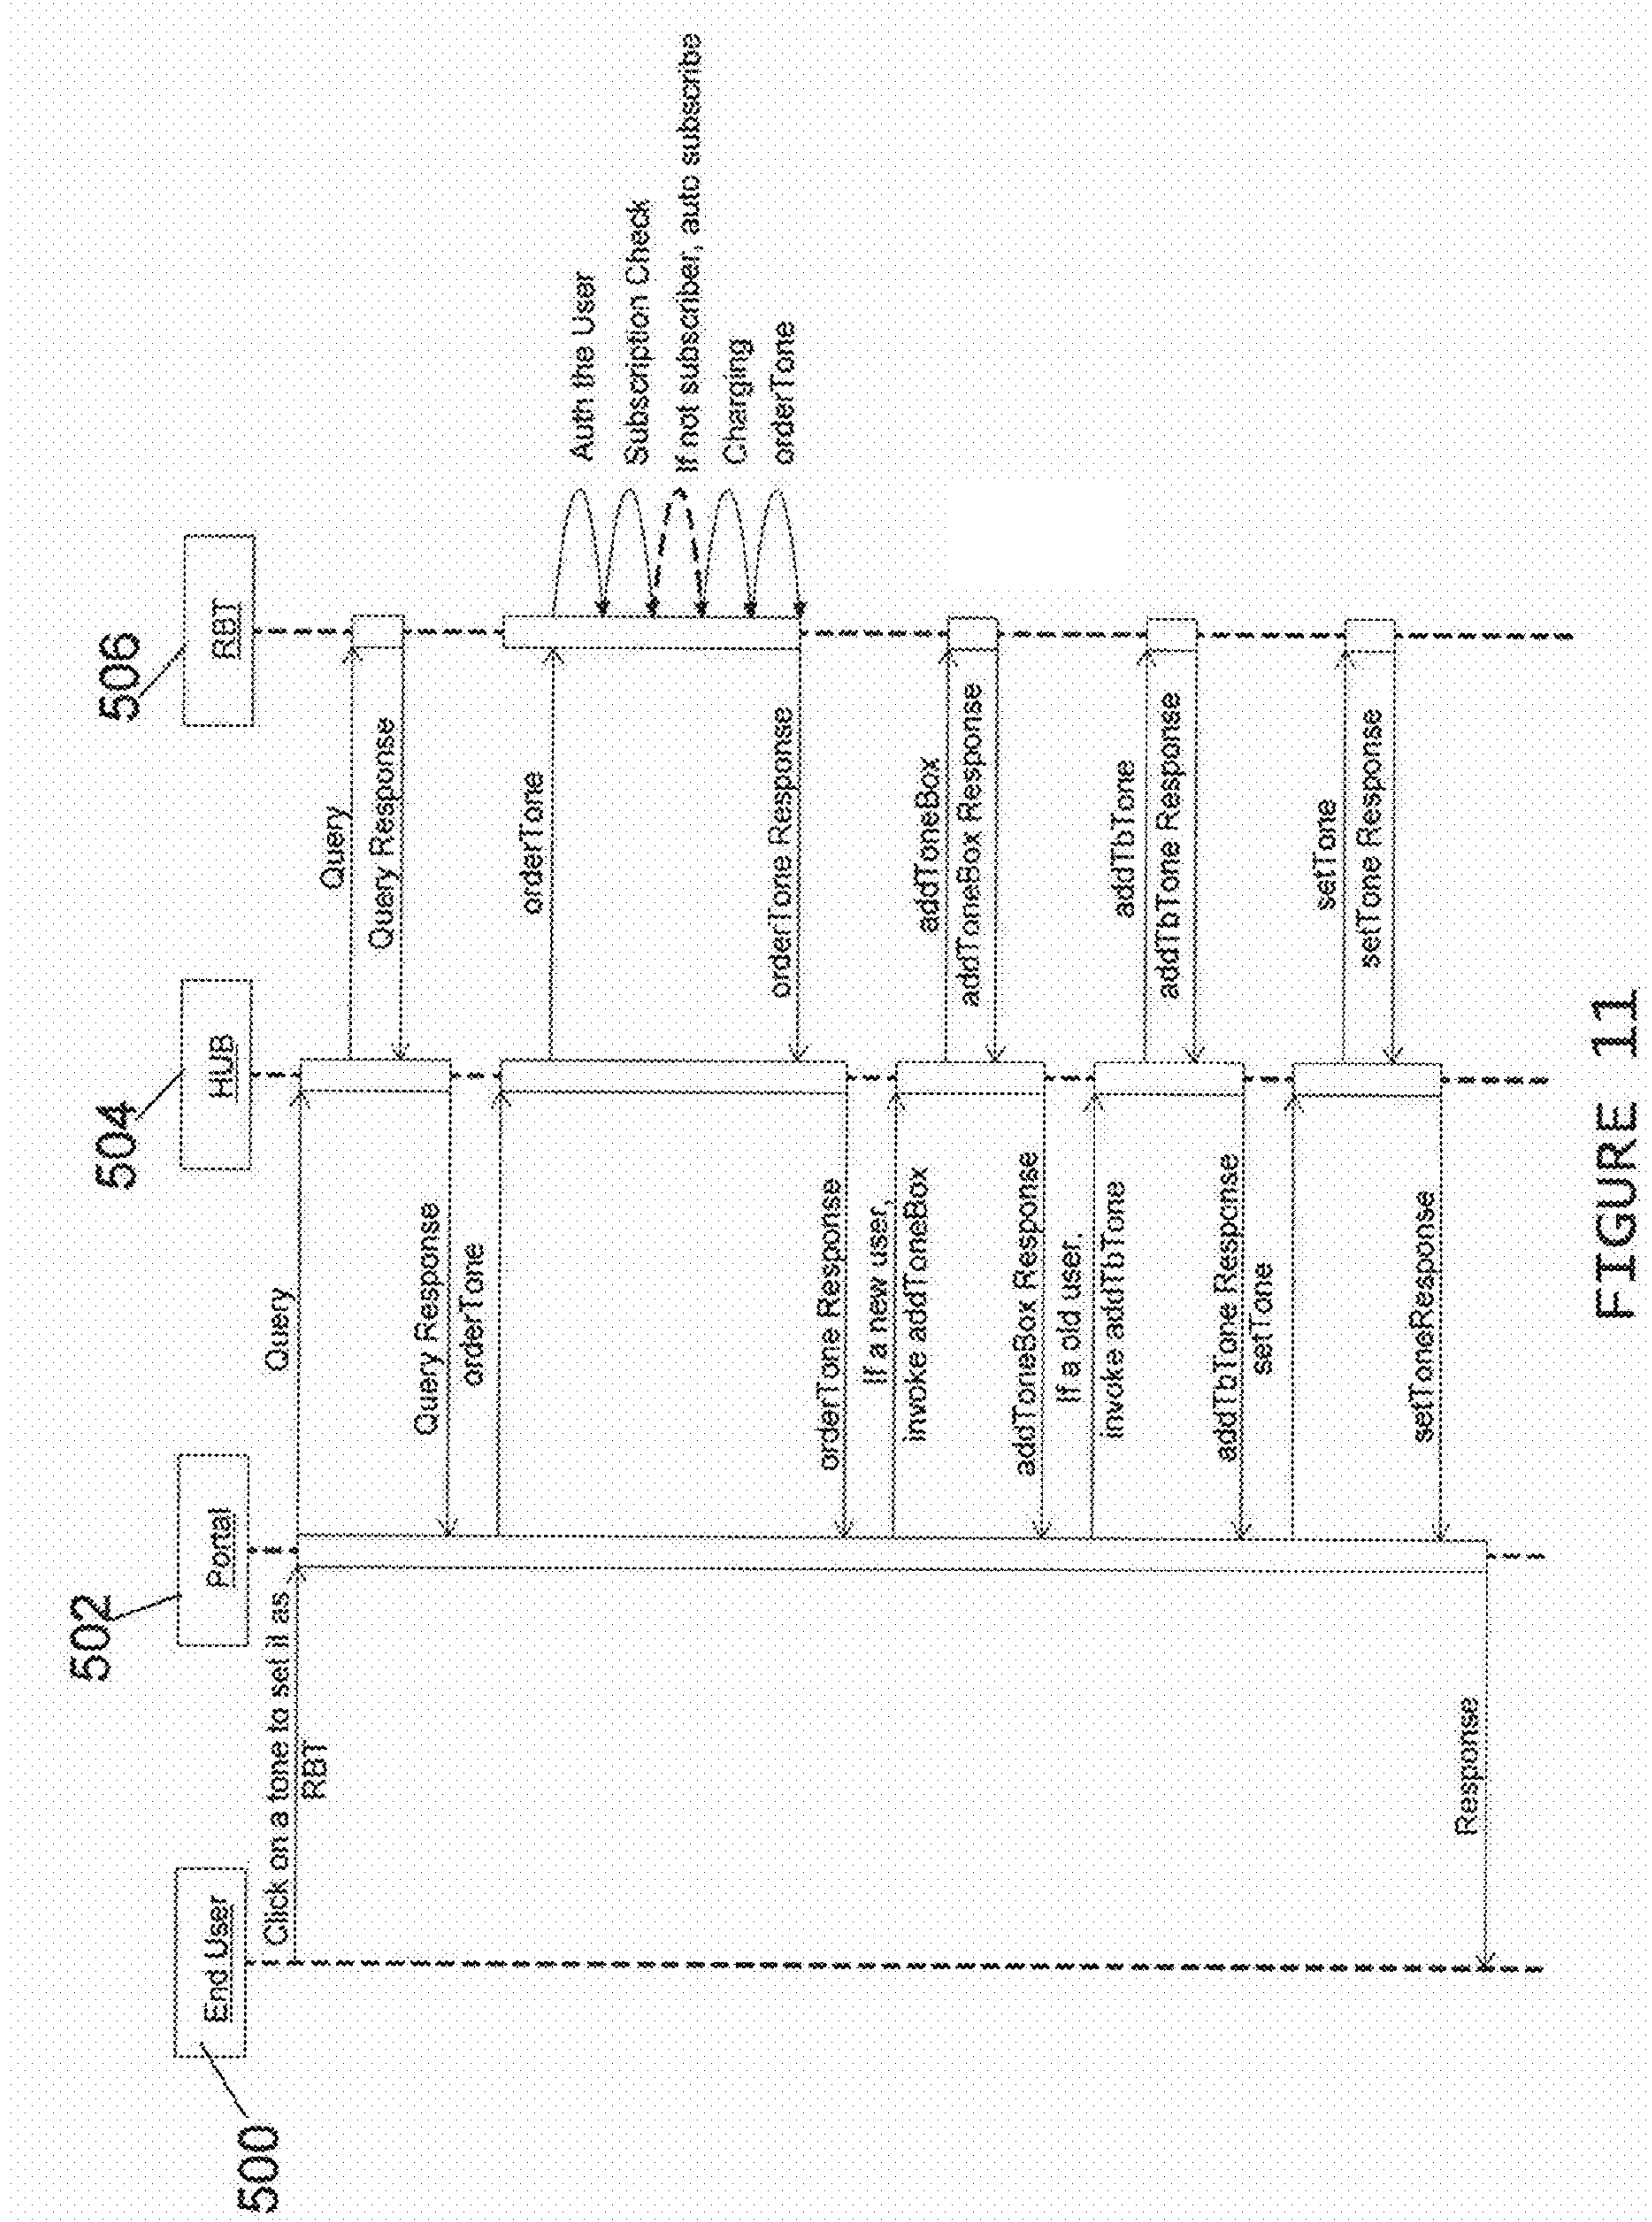 500
502
504
506
End User
Portal
HUB
RBT
Click on a tone to set it as
RBT
Query
Query
Query Response
Query Response
orderTone
orderTone
Auth the User
Subscription Check
If not subscriber, auto subscribe
Charging
orderTone
orderTone Response
orderTone Response
If a new user,
invoke addToneBox
addToneBox
addToneBox Response
addToneBox Response
If a old user,
invoke addTbTone
addTbTone
addTbTone Response
addTbTone Response
setTone
setTone
setTone Response
setToneResponse
Response
FIGURE 11